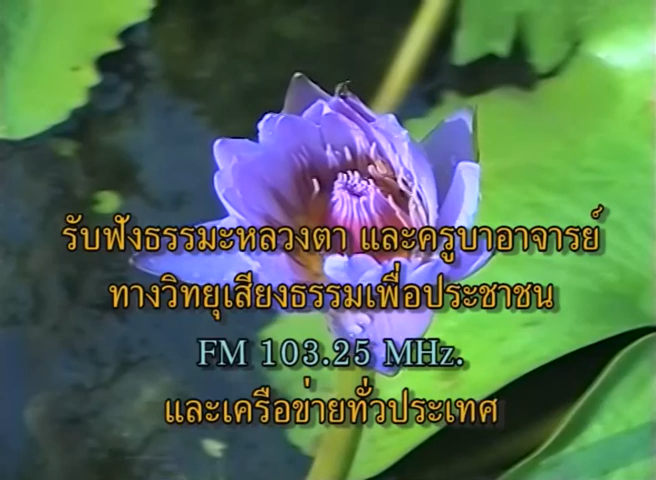 รับฟังธรรมะหลวงตา และครูบาอาจารย์
ทางวิทยุเสียงธรรมเพื่อประชาชน
FM 103.25 MHz.
และเครือข่ายทั่วประเทศ